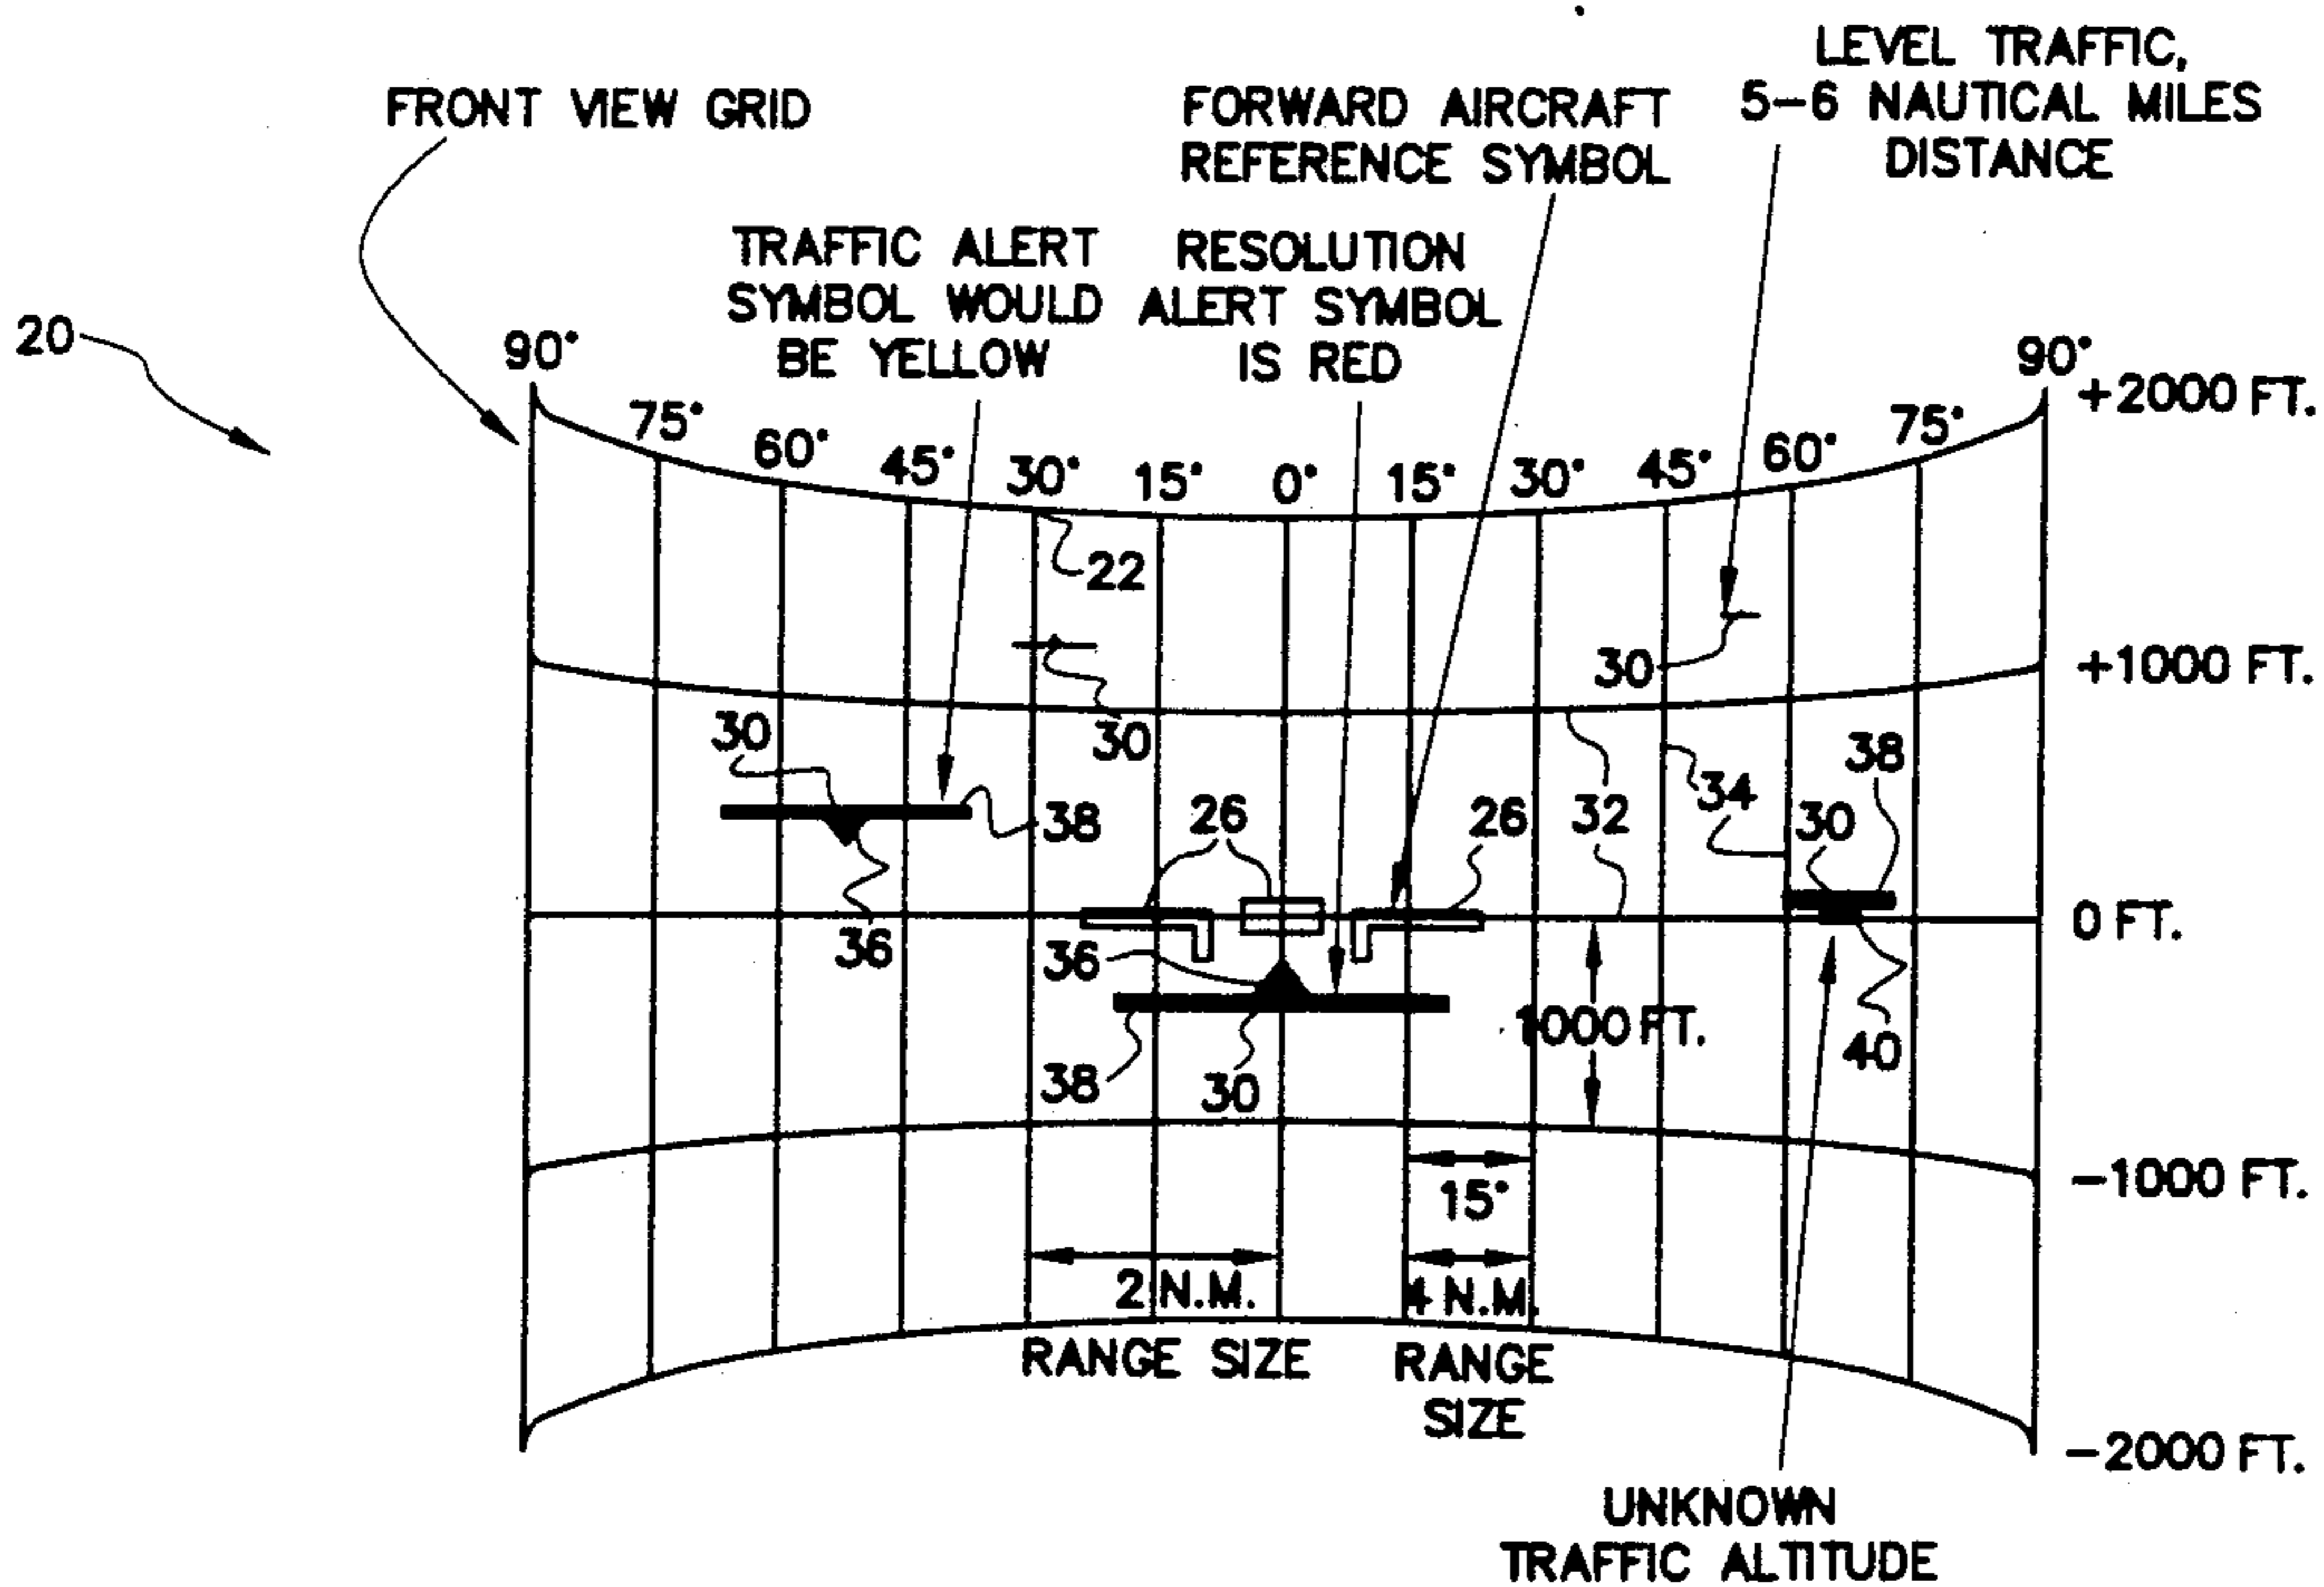 LEVEL TRAFFIC,
5-6 NAUTICAL MILES
DISTANCE
FRONT VIEW GRID
FORWARD AIRCRAFT
REFERENCE SYMBOL
TRAFFIC ALERT
SYMBOL WOULD
BE YELLOW
RESOLUTION
ALERT SYMBOL
IS RED
20
90° 75° 60° 45° 30° 15° 0° 15° 30° 45° 60° 75° 90°
+2000 FT.
22
30
30
+1000 FT.
30
38
34
38
26
26
32
30
36
0 FT.
36
1000 FT.
40
38
30
-1000 FT.
15°
2 N.M.
4 N.M.
RANGE SIZE
RANGE
SIZE
-2000 FT.
UNKNOWN
TRAFFIC ALTITUDE